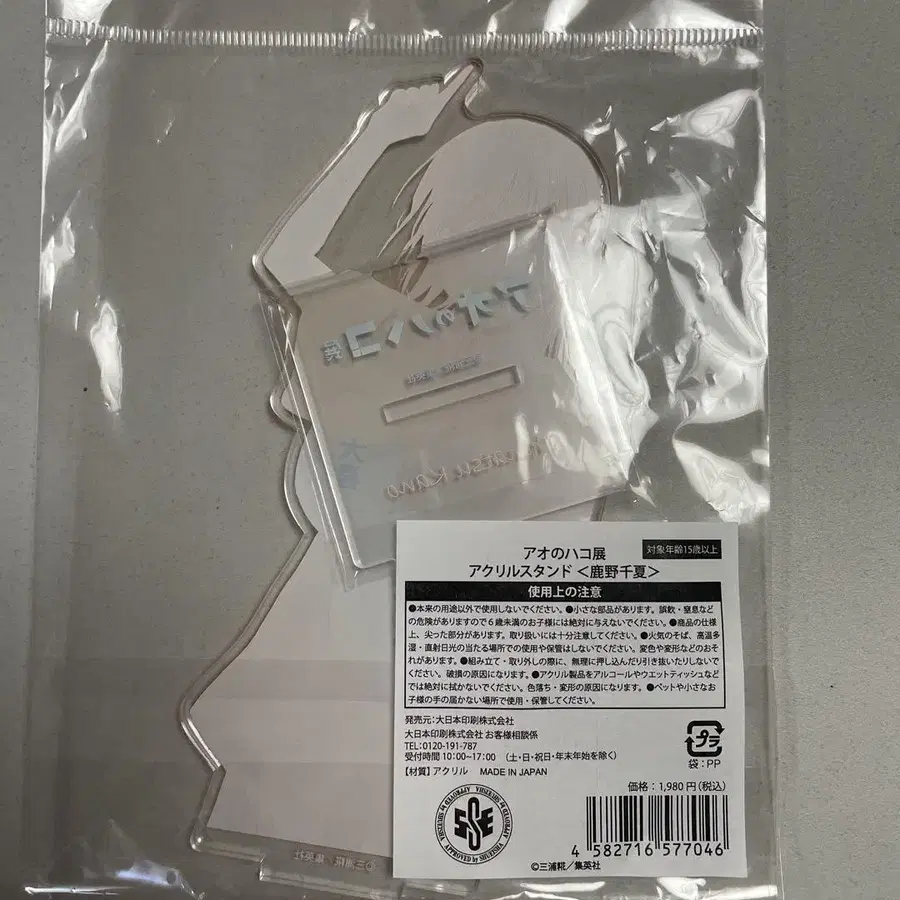 アオのハコ
展
©三浦糀/集英社
アオのハコ展
対象年齢15歳以上
アクリルスタンド<鹿野千夏>
使用上の注意
●本来の用途以外で使用しないでください。●小さな部品があります。誤飲・窒息など
の危険がありますので6歳未満のお子様には絶対に与えないでください。●商品の仕様
上、尖った部分があります。取り扱いには十分注意してください。●火気のそば、高温多
湿・直射日光の当たる場所での使用や保管はしないでください。変色や変形などのおそ
れがあります。●組み立て・取り外しの際に、無理に押し込んだり引き抜いたりしないで
ください。破損の原因になります。●アクリル製品をアルコールやウエットティッシュなど
では絶対に拭かないでください。色落ち・変形の原因になります。●ペットや小さなお
子様の手の届かない場所で使用・保管してください。
発売元:大日本印刷株式会社
大日本印刷株式会社 お客様相談係
TEL:0120-191-787
受付時間 10:00~17:00 (土・日・祝日・年末年始を除く)
【材質】アクリル MADE IN JAPAN
プラ
袋:PP
価格:1,980円(税込)
APPROVED by SHUEISHA
4 582716 577046
©三浦糀/集英社